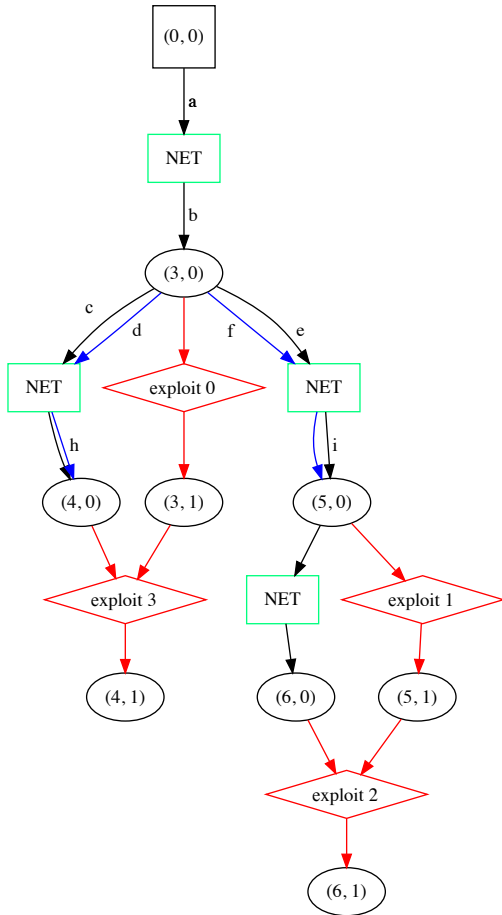 (0, 0)
a
NET
b
(3, 0)
c
d
f
e
NET
exploit 0
NET
h
i
(4, 0)
(3, 1)
(5, 0)
exploit 3
NET
exploit 1
(4, 1)
(6, 0)
(5, 1)
exploit 2
(6, 1)